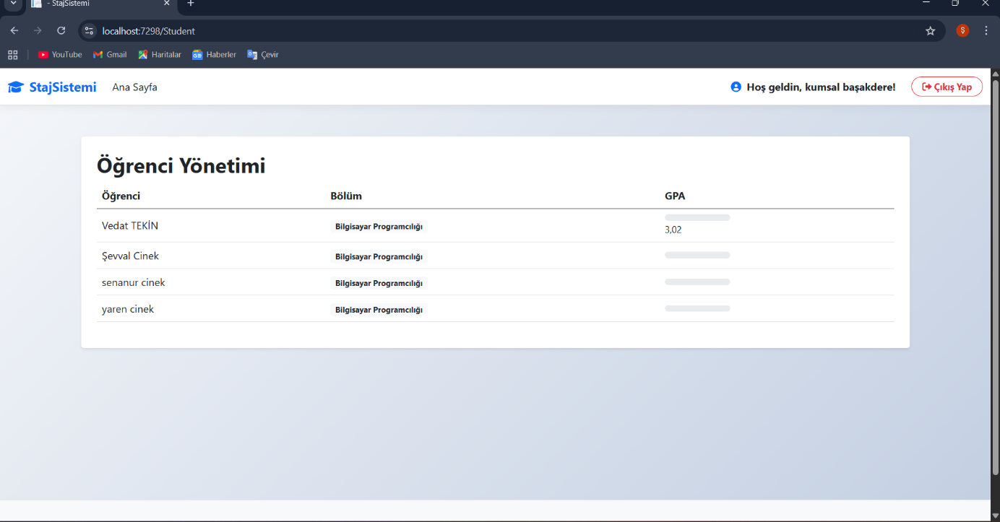 - StajSistemi
localhost:7298/Student
YouTube Gmail Haritalar Haberler Çevir
StajSistemi Ana Sayfa Hoş geldin, kumsal başakdere! Çıkış Yap
Öğrenci Yönetimi
Öğrenci Bölüm GPA
Vedat TEKİN Bilgisayar Programcılığı 3,02
Şevval Cinek Bilgisayar Programcılığı
senanur cinek Bilgisayar Programcılığı
yaren cinek Bilgisayar Programcılığı